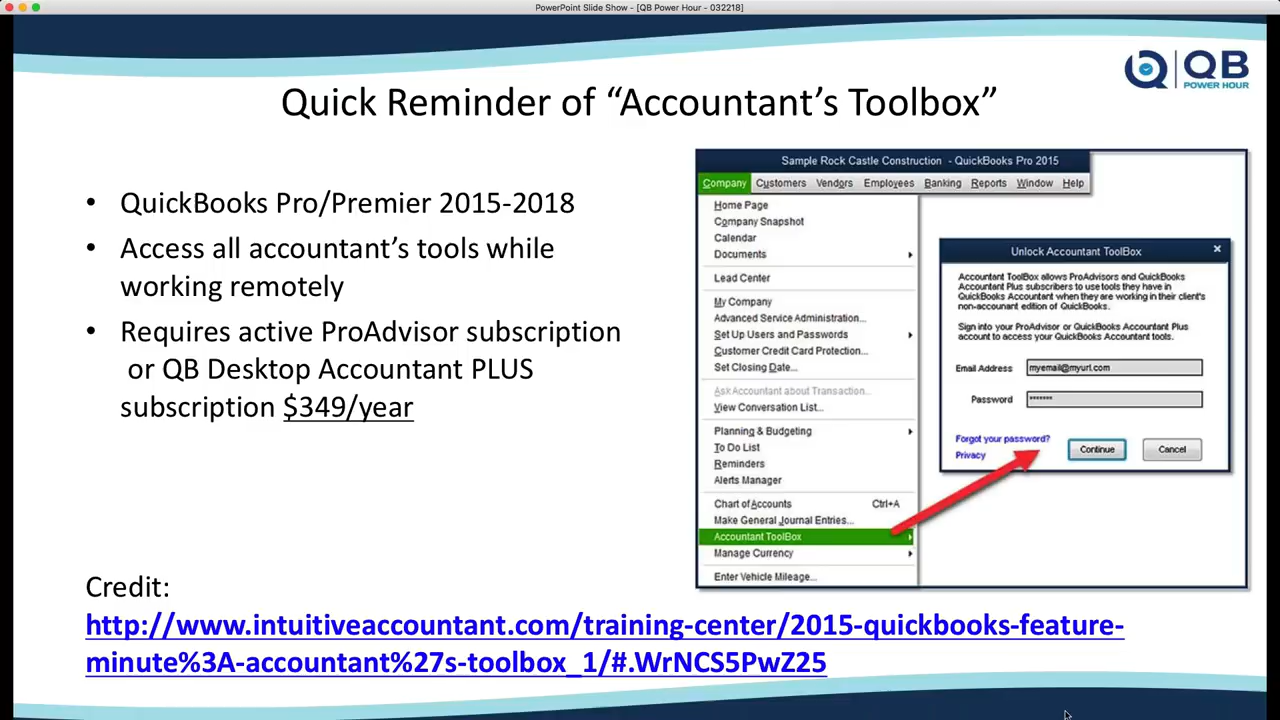 PowerPoint Slide Show - [QB Power Hour - 032218]
QB
POWER HOUR
Quick Reminder of “Accountant’s Toolbox”
• QuickBooks Pro/Premier 2015-2018
• Access all accountant’s tools while
working remotely
• Requires active ProAdvisor subscription
or QB Desktop Accountant PLUS
subscription $349/year
Sample Rock Castle Construction - QuickBooks Pro 2015
Company Customers Vendors Employees Banking Reports Window Help
Home Page
Company Snapshot
Calendar
Documents
Lead Center
My Company
Advanced Service Administration...
Set Up Users and Passwords
Customer Credit Card Protection...
Set Closing Date...
Ask Accountant about Transaction...
View Conversation List...
Planning & Budgeting
To Do List
Reminders
Alerts Manager
Chart of Accounts Ctrl+A
Make General Journal Entries...
Accountant ToolBox
Manage Currency
Enter Vehicle Mileage...
Unlock Accountant ToolBox
Accountant ToolBox allows ProAdvisors and QuickBooks
Accountant Plus subscribers to use tools they have in
QuickBooks Accountant when they are working in their client's
non-accounant edition of QuickBooks.
Sign into your ProAdvisor or QuickBooks Accountant Plus
account to access your QuickBooks Accountant tools.
Email Address myemail@myurl.com
Password *******
Forgot your password?
Privacy
Continue Cancel
Credit:
http://www.intuitiveaccountant.com/training-center/2015-quickbooks-feature-
minute%3A-accountant%27s-toolbox_1/#.WrNCS5PwZ25